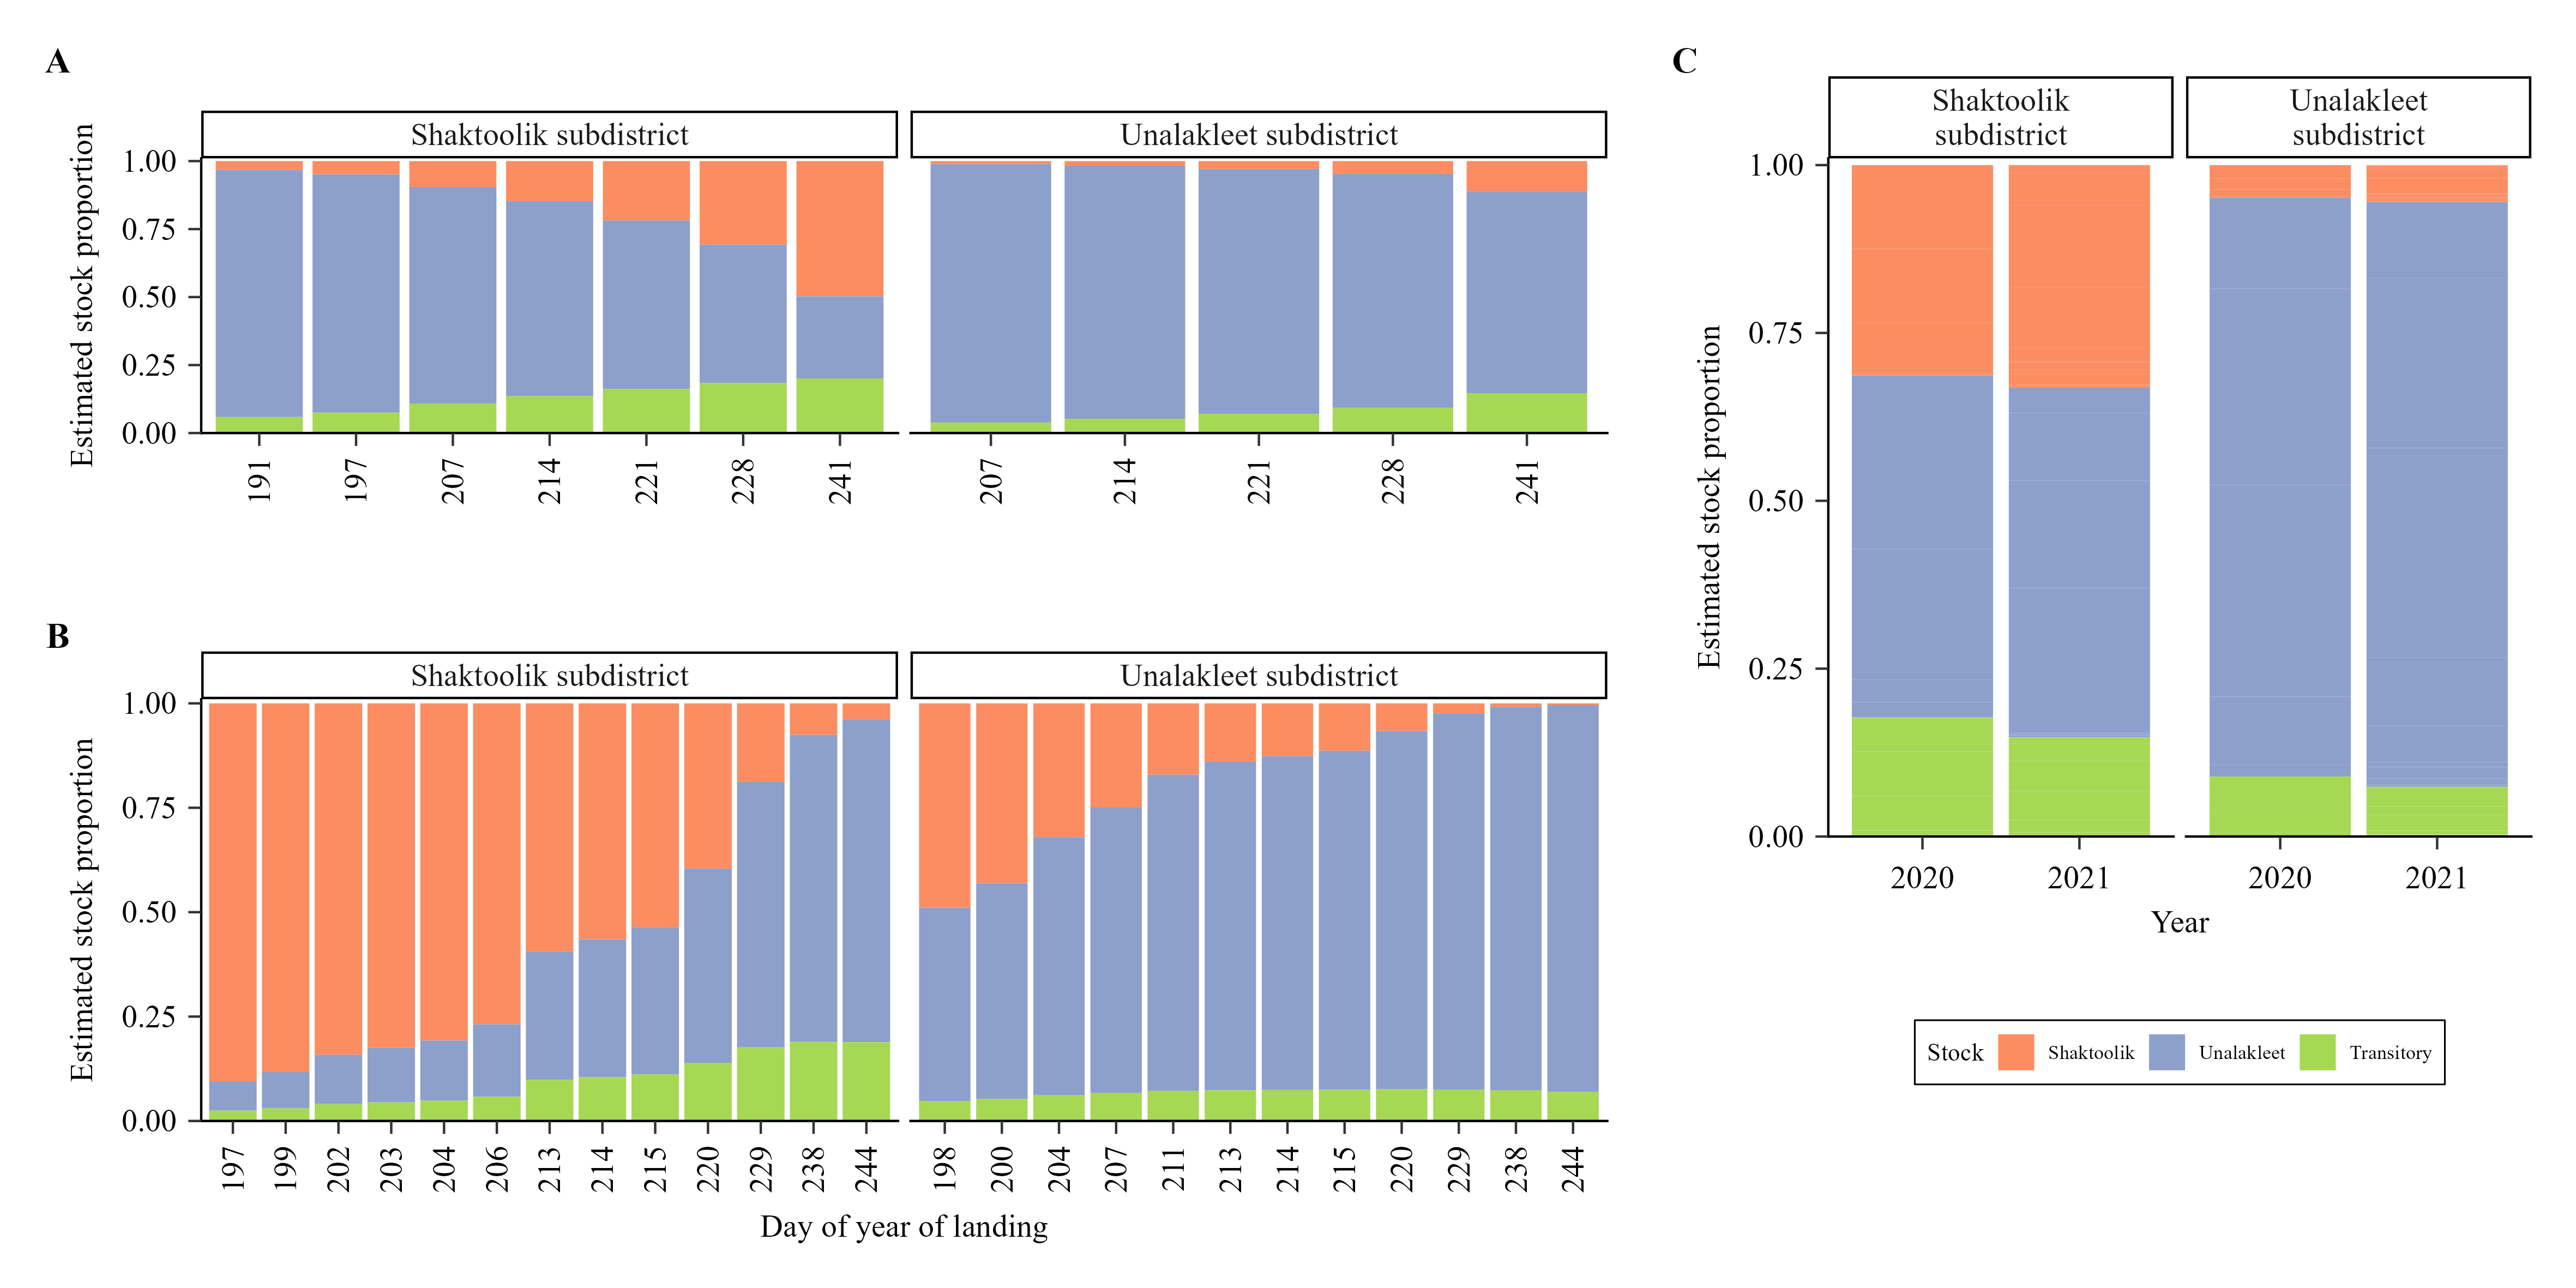 A
Shaktoolik subdistrict
Unalakleet subdistrict
Estimated stock proportion
1.00
0.75
0.50
0.25
0.00
191 197 207 214 221 228 241
207 214 221 228 241
B
Shaktoolik subdistrict
Unalakleet subdistrict
Estimated stock proportion
1.00
0.75
0.50
0.25
0.00
197 199 202 203 204 206 213 214 215 220 229 238 244
198 200 204 207 211 213 214 215 220 229 238 244
Day of year of landing
C
Shaktoolik
subdistrict
Unalakleet
subdistrict
Estimated stock proportion
1.00
0.75
0.50
0.25
0.00
2020 2021
2020 2021
Year
Stock Shaktoolik Unalakleet Transitory